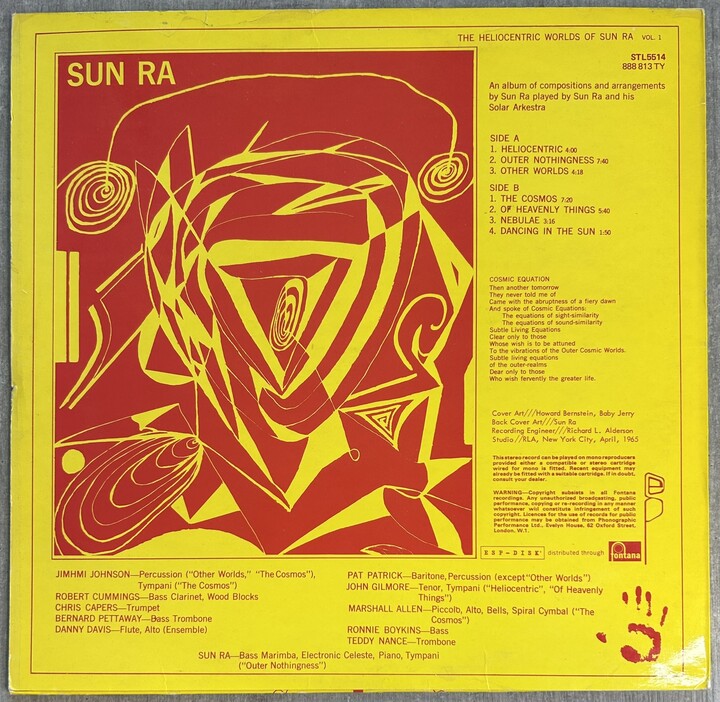 THE HELIOCENTRIC WORLDS OF SUN RA VOL. 1
SUN RA
STL5514
888 813 TY
An album of compositions and arrangements
by Sun Ra played by Sun Ra and his
Solar Arkestra
SIDE A
1. HELIOCENTRIC 4:00
2. OUTER NOTHINGNESS 7:40
3. OTHER WORLDS 4:18
SIDE B
1. THE COSMOS 7:20
2. OF HEAVENLY THINGS 5:40
3. NEBULAE 3:16
4. DANCING IN THE SUN 1:50
COSMIC EQUATION
Then another tomorrow
They never told me of
Came with the abruptness of a fiery dawn
And spoke of Cosmic Equations:
The equations of sight-similarity
The equations of sound-similarity
Subtle Living Equations
Clear only to those
Whose wish is to be attuned
To the vibrations of the Outer Cosmic Worlds.
Subtle living equations
of the outer-realms
Dear only to those
Who wish fervently the greater life.
Cover Art///Howard Bernstein, Baby Jerry
Back Cover Art///Sun Ra
Recording Engineer///Richard L. Alderson
Studio//RLA, New York City, April, 1965
This stereo record can be played on mono reproducers
provided either a compatible or stereo cartridge
wired for mono is fitted. Recent equipment may
already be fitted with a suitable cartridge. If in doubt,
consult your dealer.
WARNING—Copyright subsists in all Fontana
recordings. Any unauthorized broadcasting, public
performance, copying or re-recording in any manner
whatsoever will constitute infringement of such
copyright. Licences for the use of records for public
performance may be obtained from Phonographic
Performance Ltd., Evelyn House, 62 Oxford Street,
London, W.1.
ESP-DISK' distributed through fontana
JIMHMI JOHNSON—Percussion ("Other Worlds," "The Cosmos"),
Tympani ("The Cosmos")
ROBERT CUMMINGS—Bass Clarinet, Wood Blocks
CHRIS CAPERS—Trumpet
BERNARD PETTAWAY—Bass Trombone
DANNY DAVIS—Flute, Alto (Ensemble)
PAT PATRICK—Baritone, Percussion (except "Other Worlds")
JOHN GILMORE—Tenor, Tympani ("Heliocentric", "Of Heavenly
Things")
MARSHALL ALLEN—Piccolo, Alto, Bells, Spiral Cymbal ("The
Cosmos")
RONNIE BOYKINS—Bass
TEDDY NANCE—Trombone
SUN RA—Bass Marimba, Electronic Celeste, Piano, Tympani
("Outer Nothingness")